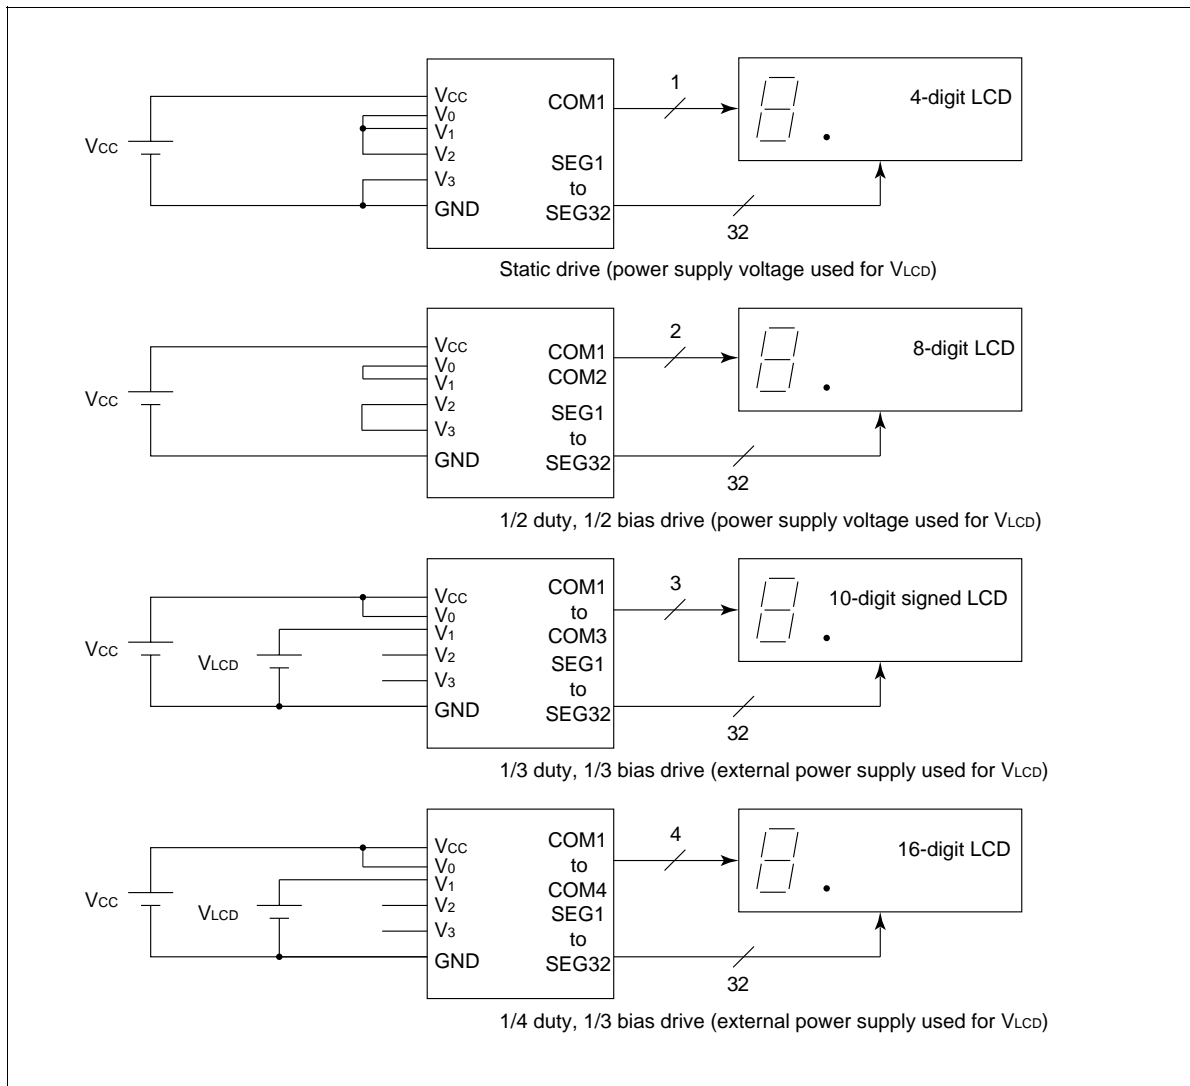 VCC
VCC
V0
V1
V2
V3
GND
COM1
SEG1
to
SEG32
1
32
4-digit LCD
Static drive (power supply voltage used for VLCD)
VCC
VCC
V0
V1
V2
V3
GND
COM1
COM2
SEG1
to
SEG32
2
32
8-digit LCD
1/2 duty, 1/2 bias drive (power supply voltage used for VLCD)
VCC
VLCD
VCC
V0
V1
V2
V3
GND
COM1
to
COM3
SEG1
to
SEG32
3
32
10-digit signed LCD
1/3 duty, 1/3 bias drive (external power supply used for VLCD)
VCC
VLCD
VCC
V0
V1
V2
V3
GND
COM1
to
COM4
SEG1
to
SEG32
4
32
16-digit LCD
1/4 duty, 1/3 bias drive (external power supply used for VLCD)